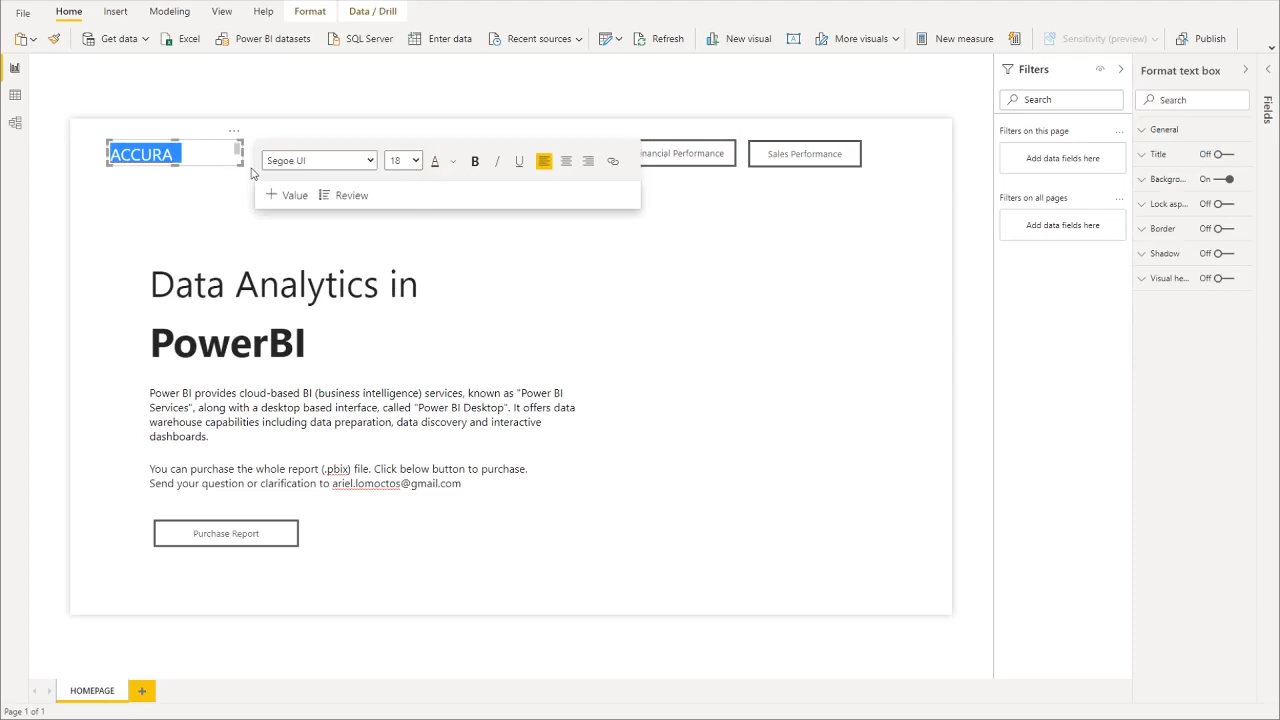 File Home Insert Modeling View Help Format Data / Drill
Get data Excel Power BI datasets SQL Server Enter data Recent sources Refresh New visual More visuals New measure Sensitivity (preview) Publish
Filters
Search
Filters on this page ...
Add data fields here
Filters on all pages ...
Add data fields here
Format text box
Search
General
Title Off
Backgro... On
Lock asp... Off
Border Off
Shadow Off
Visual he... Off
Fields
...
ACCURA
Segoe UI 18 A B I U
+ Value Review
inancial Performance
Sales Performance
Data Analytics in
PowerBI
Power BI provides cloud-based BI (business intelligence) services, known as "Power BI
Services", along with a desktop based interface, called "Power BI Desktop". It offers data
warehouse capabilities including data preparation, data discovery and interactive
dashboards.
You can purchase the whole report (.pbix) file. Click below button to purchase.
Send your question or clarification to ariel.lomoctos@gmail.com
Purchase Report
HOMEPAGE +
Page 1 of 1